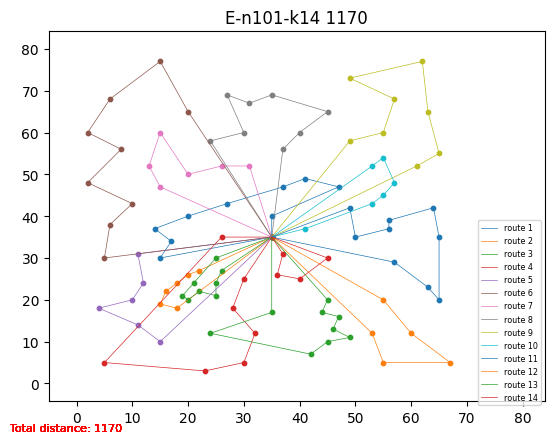 E-n101-k14 1170
80
70
60
50
40
30
20
10
0
0 10 20 30 40 50 60 70 80
route 1
route 2
route 3
route 4
route 5
route 6
route 7
route 8
route 9
route 10
route 11
route 12
route 13
route 14
Total distance: 1170